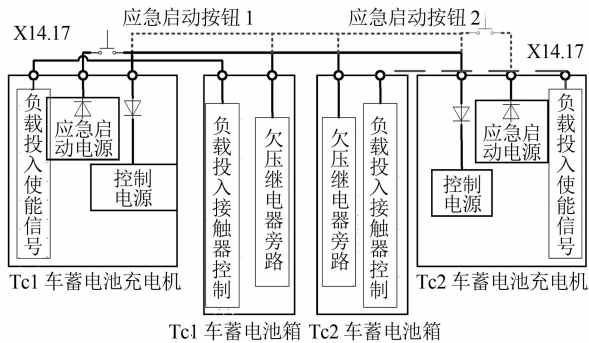 应急启动按钮 1
应急启动按钮 2
X14.17
X14.17
负载投入使能信号
应急启
动电源
控制
电源
负载投入接触器控制
欠压继电器旁路
欠压继电器旁路
负载投入接触器控制
控制
电源
应急启
动电源
负载投入使能信号
Tc1 车蓄电池充电机
Tc2 车蓄电池充电机
Tc1 车蓄电池箱
Tc2 车蓄电池箱